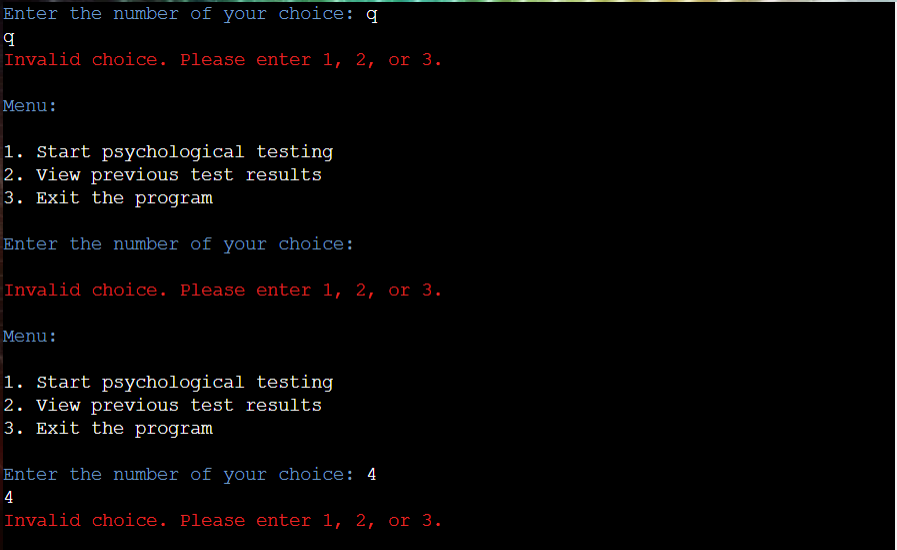 Enter the number of your choice: q
q
Invalid choice. Please enter 1, 2, or 3.
Menu:
1. Start psychological testing
2. View previous test results
3. Exit the program
Enter the number of your choice:
Invalid choice. Please enter 1, 2, or 3.
Menu:
1. Start psychological testing
2. View previous test results
3. Exit the program
Enter the number of your choice: 4
4
Invalid choice. Please enter 1, 2, or 3.